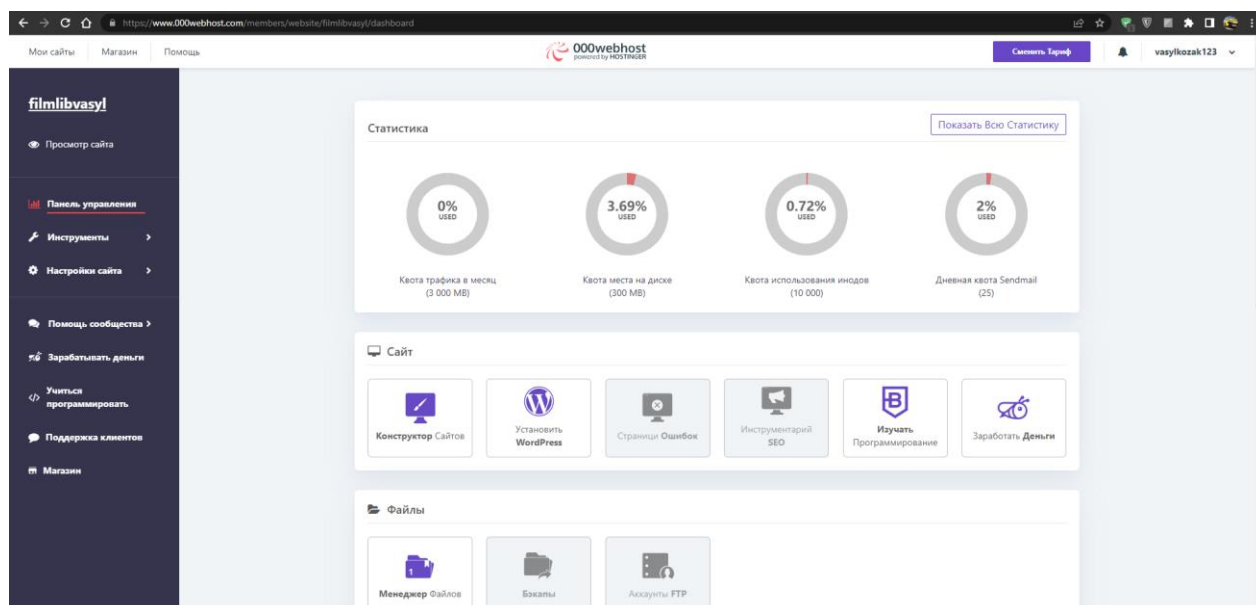 https://www.000webhost.com/members/website/filmlibvasyl/dashboard
Мои сайты
Магазин
Помощь
000webhost
powered by HOSTINGER
Сменить Тариф
vasylkozak123
filmlibvasyl
Просмотр сайта
Панель управления
Инструменты
Настройки сайта
Помощь сообщества
Зарабатывать деньги
Учиться
программировать
Поддержка клиентов
Магазин
Статистика
Показать Всю Статистику
0%
USED
3.69%
USED
0.72%
USED
2%
USED
Квота трафика в месяц
(3 000 MB)
Квота места на диске
(300 MB)
Квота использования инодов
(10 000)
Дневная квота Sendmail
(25)
Сайт
Конструктор Сайтов
Установить
WordPress
Страници Ошибок
Инструментарий
SEO
Изучать
Программирование
Заработать Деньги
Файлы
1
Менеджер Файлов
Бэкапы
Аккаунты FTP